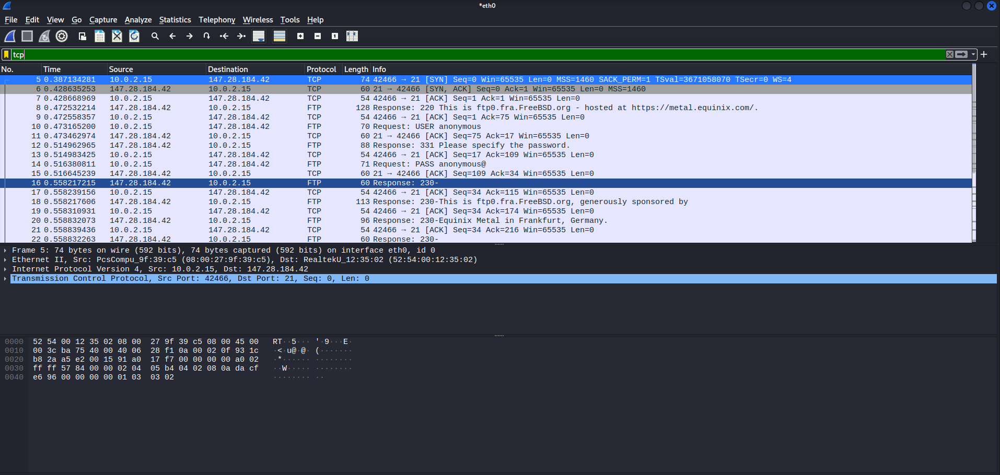 *eth0
File Edit View Go Capture Analyze Statistics Telephony Wireless Tools Help
tcp
No. Time Source Destination Protocol Length Info
5 0.387134281 10.0.2.15 147.28.184.42 TCP 74 42466 → 21 [SYN] Seq=0 Win=65535 Len=0 MSS=1460 SACK_PERM=1 TSval=3671058070 TSecr=0 WS=4
6 0.428635253 147.28.184.42 10.0.2.15 TCP 60 21 → 42466 [SYN, ACK] Seq=0 Ack=1 Win=65535 Len=0 MSS=1460
7 0.428668969 10.0.2.15 147.28.184.42 TCP 54 42466 → 21 [ACK] Seq=1 Ack=1 Win=65535 Len=0
8 0.472532214 147.28.184.42 10.0.2.15 FTP 128 Response: 220 This is ftp0.fra.FreeBSD.org - hosted at https://metal.equinix.com/.
9 0.472558357 10.0.2.15 147.28.184.42 TCP 54 42466 → 21 [ACK] Seq=1 Ack=75 Win=65535 Len=0
10 0.473165200 10.0.2.15 147.28.184.42 FTP 70 Request: USER anonymous
11 0.473462974 147.28.184.42 10.0.2.15 TCP 60 21 → 42466 [ACK] Seq=75 Ack=17 Win=65535 Len=0
12 0.514962965 147.28.184.42 10.0.2.15 FTP 88 Response: 331 Please specify the password.
13 0.514983425 10.0.2.15 147.28.184.42 TCP 54 42466 → 21 [ACK] Seq=17 Ack=109 Win=65535 Len=0
14 0.516380811 10.0.2.15 147.28.184.42 FTP 71 Request: PASS anonymous@
15 0.516645239 147.28.184.42 10.0.2.15 TCP 60 21 → 42466 [ACK] Seq=109 Ack=34 Win=65535 Len=0
16 0.558217215 147.28.184.42 10.0.2.15 FTP 60 Response: 230-
17 0.558239156 10.0.2.15 147.28.184.42 TCP 54 42466 → 21 [ACK] Seq=34 Ack=115 Win=65535 Len=0
18 0.558217606 147.28.184.42 10.0.2.15 FTP 113 Response: 230-This is ftp0.fra.FreeBSD.org, generously sponsored by
19 0.558310931 10.0.2.15 147.28.184.42 TCP 54 42466 → 21 [ACK] Seq=34 Ack=174 Win=65535 Len=0
20 0.558832073 147.28.184.42 10.0.2.15 FTP 96 Response: 230-Equinix Metal in Frankfurt, Germany.
21 0.558839436 10.0.2.15 147.28.184.42 TCP 54 42466 → 21 [ACK] Seq=34 Ack=216 Win=65535 Len=0
22 0.558832263 147.28.184.42 10.0.2.15 FTP 60 Response: 230-
Frame 5: 74 bytes on wire (592 bits), 74 bytes captured (592 bits) on interface eth0, id 0
Ethernet II, Src: PcsCompu_9f:39:c5 (08:00:27:9f:39:c5), Dst: RealtekU_12:35:02 (52:54:00:12:35:02)
Internet Protocol Version 4, Src: 10.0.2.15, Dst: 147.28.184.42
Transmission Control Protocol, Src Port: 42466, Dst Port: 21, Seq: 0, Len: 0
0000 52 54 00 12 35 02 08 00 27 9f 39 c5 08 00 45 00 RT··5··· '·9···E·
0010 00 3c ba 75 40 00 40 06 28 f1 0a 00 02 0f 93 1c ·<·u@·@· (·······
0020 b8 2a a5 e2 00 15 91 a0 17 f7 00 00 00 00 a0 02 ·*······ ········
0030 ff ff 57 84 00 00 02 04 05 b4 04 02 08 0a da cf ··W····· ········
0040 e6 96 00 00 00 00 01 03 03 02 ········ ··